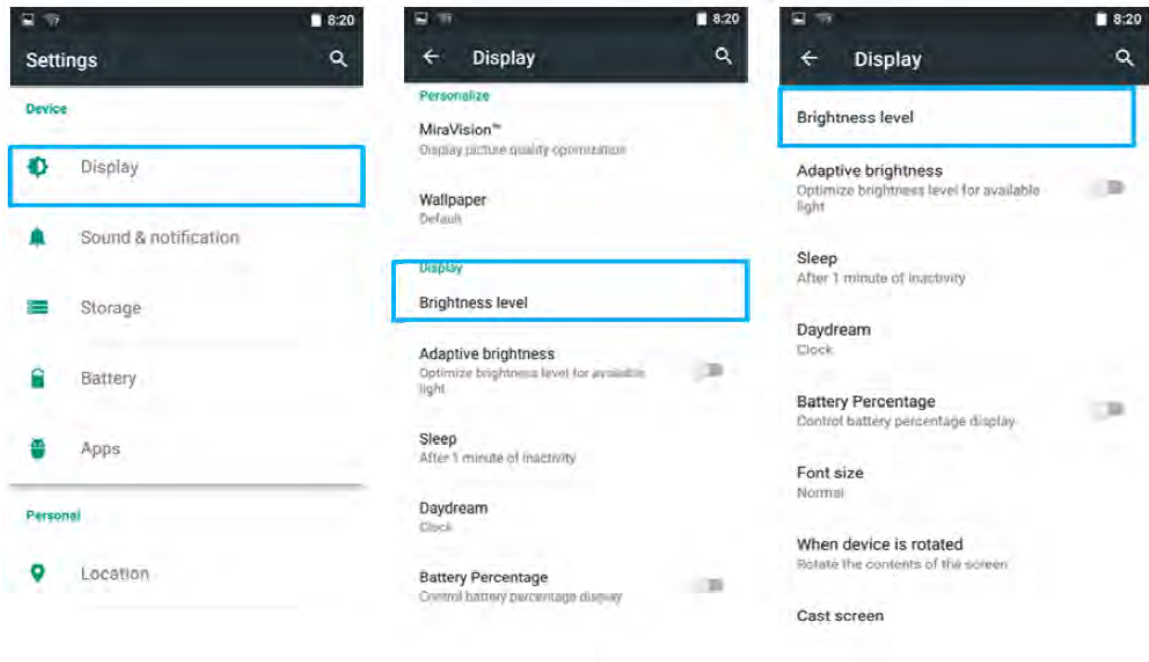 8:20
Settings
Device
Display
Sound & notification
Storage
Battery
Apps
Personal
Location
8:20
Display
Personalize
MiraVision™
Display picture quality optimization
Wallpaper
Default
Display
Brightness level
Adaptive brightness
Optimize brightness level for available
light
Sleep
After 1 minute of inactivity
Daydream
Clock
Battery Percentage
Control battery percentage display
8:20
Display
Brightness level
Adaptive brightness
Optimize brightness level for available
light
Sleep
After 1 minute of inactivity
Daydream
Clock
Battery Percentage
Control battery percentage display
Font size
Normal
When device is rotated
Rotate the contents of the screen
Cast screen